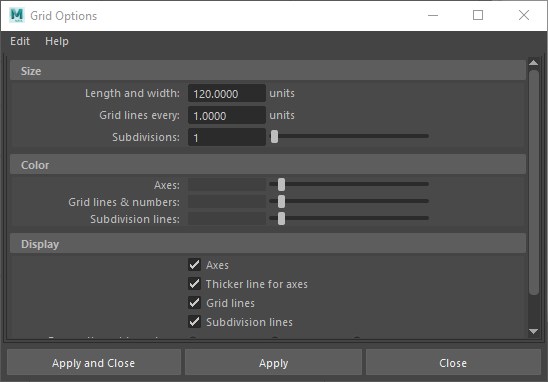 Grid Options
Edit Help
Size
Length and width: 120.0000 units
Grid lines every: 1.0000 units
Subdivisions: 1
Color
Axes:
Grid lines & numbers:
Subdivision lines:
Display
Axes
Thicker line for axes
Grid lines
Subdivision lines
Apply and Close Apply Close